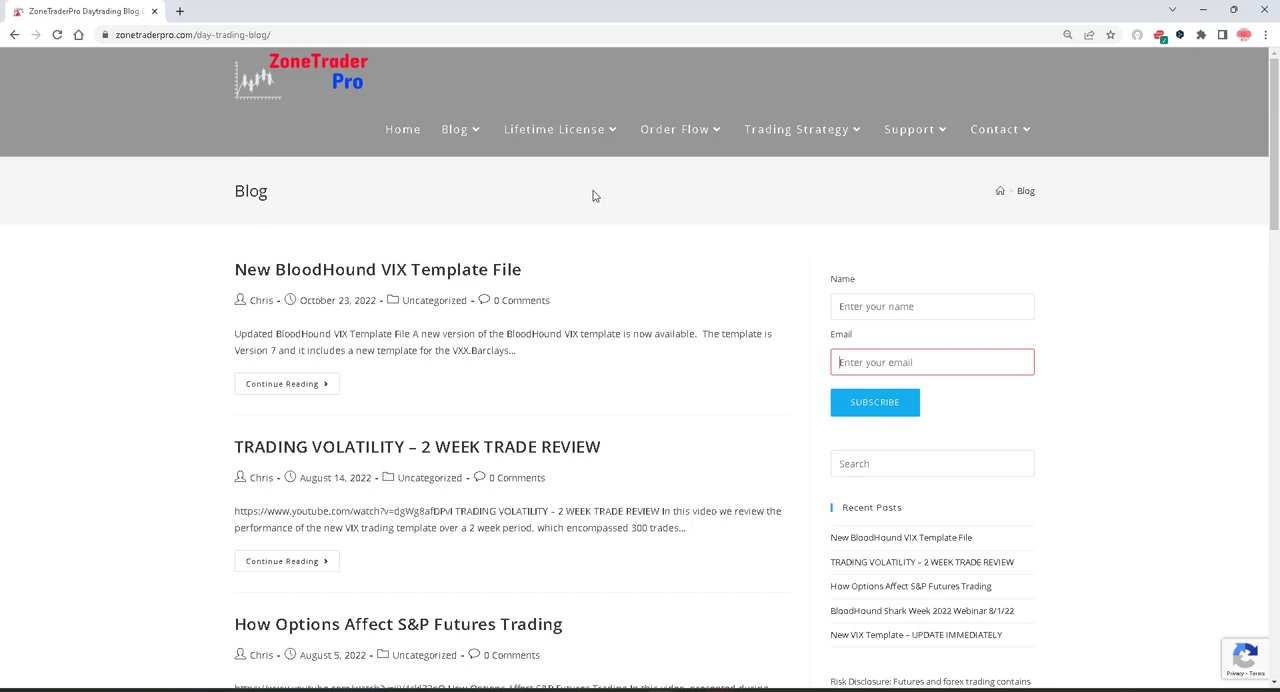 ZoneTraderPro Daytrading Blog
zonetraderpro.com/day-trading-blog/
ZoneTrader
Pro
Home Blog Lifetime License Order Flow Trading Strategy Support Contact
Blog
Blog
New BloodHound VIX Template File
Chris - October 23, 2022 - Uncategorized - 0 Comments
Updated BloodHound VIX Template File A new version of the BloodHound VIX template is now available. The template is
Version 7 and it includes a new template for the VXX.Barclays...
Continue Reading
TRADING VOLATILITY – 2 WEEK TRADE REVIEW
Chris - August 14, 2022 - Uncategorized - 0 Comments
https://www.youtube.com/watch?v=dgWg8afDPvI TRADING VOLATILITY – 2 WEEK TRADE REVIEW In this video we review the
performance of the new VIX trading template over a 2 week period, which encompassed 300 trades...
Continue Reading
How Options Affect S&P Futures Trading
Chris - August 5, 2022 - Uncategorized - 0 Comments
Name
Enter your name
Email
Enter your email
SUBSCRIBE
Search
Recent Posts
New BloodHound VIX Template File
TRADING VOLATILITY – 2 WEEK TRADE REVIEW
How Options Affect S&P Futures Trading
BloodHound Shark Week 2022 Webinar 8/1/22
New VIX Template – UPDATE IMMEDIATELY
Risk Disclosure: Futures and forex trading contains
Privacy - Terms